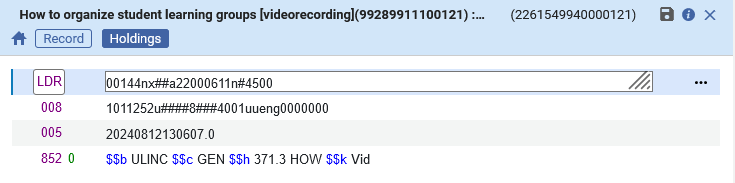 How to organize student learning groups [videorecording](99289911100121) :... (2261549940000121)
Record Holdings
LDR 00144nx##a22000611n#4500
008 1011252u####8###4001uueng0000000
005 20240812130607.0
852 0 $$b ULINC $$c GEN $$h 371.3 HOW $$k Vid